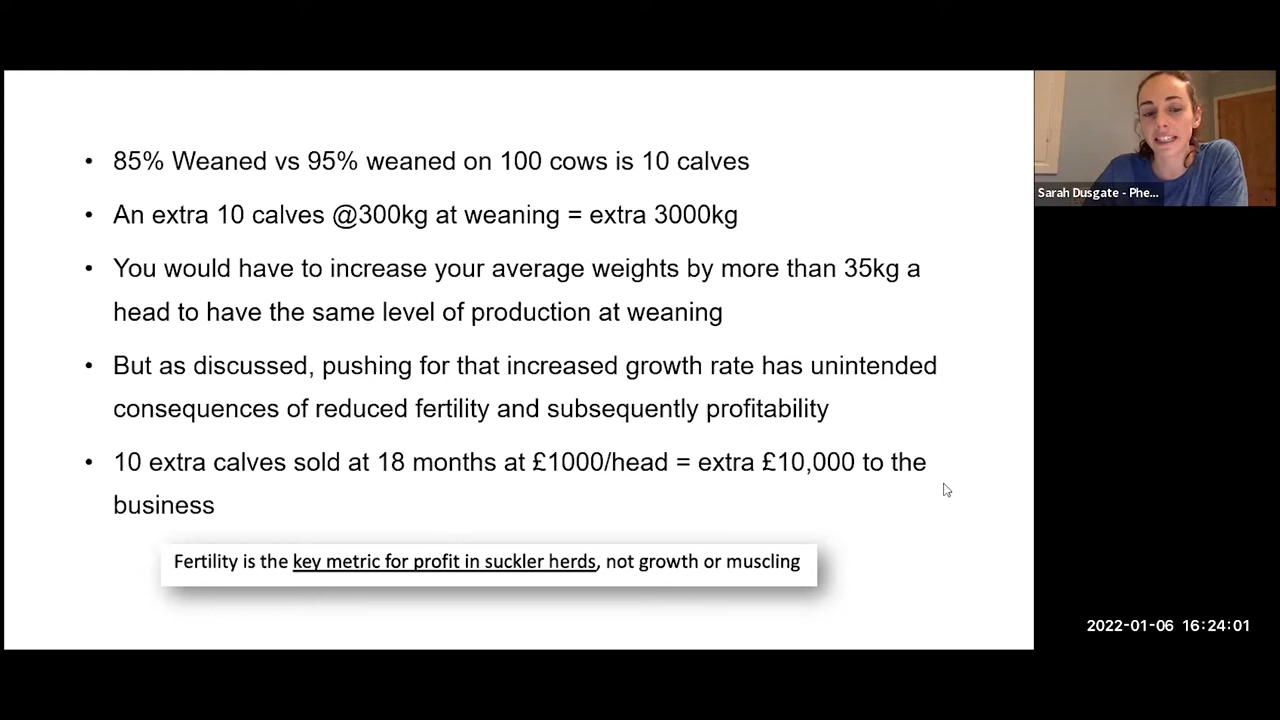 • 85% Weaned vs 95% weaned on 100 cows is 10 calves
• An extra 10 calves @300kg at weaning = extra 3000kg
• You would have to increase your average weights by more than 35kg a
head to have the same level of production at weaning
• But as discussed, pushing for that increased growth rate has unintended
consequences of reduced fertility and subsequently profitability
• 10 extra calves sold at 18 months at £1000/head = extra £10,000 to the
business
Fertility is the key metric for profit in suckler herds, not growth or muscling
Sarah Dusgate - Phe...
2022-01-06 16:24:01